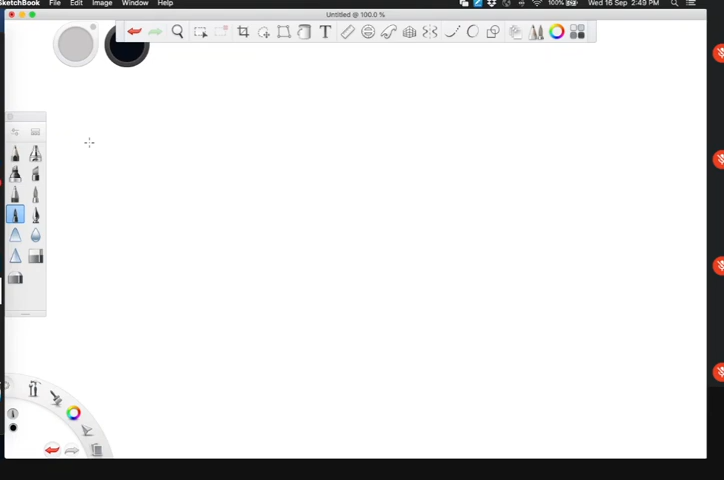 SketchBook File Edit Image Window Help 100% Wed 16 Sep 2:49 PM
Untitled @ 100.0 %
T